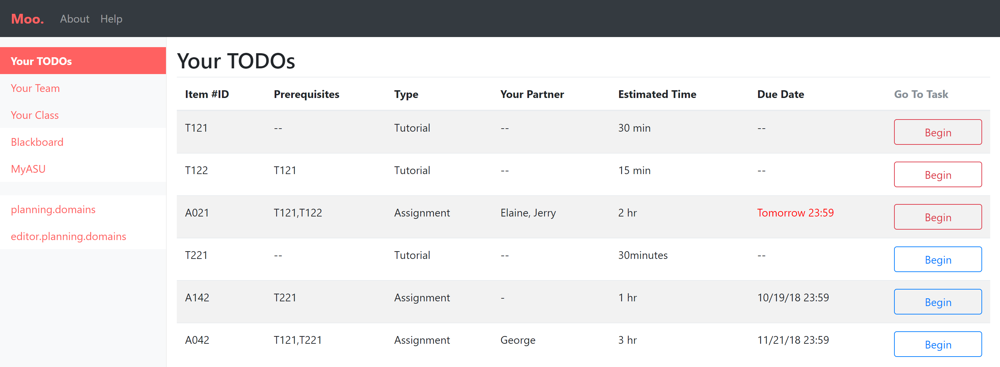 Moo. About Help
Your TODOs
Your Team
Your Class
Blackboard
MyASU
planning.domains
editor.planning.domains
Your TODOs
Item #ID Prerequisites Type Your Partner Estimated Time Due Date Go To Task
T121 -- Tutorial -- 30 min -- Begin
T122 T121 Tutorial -- 15 min -- Begin
A021 T121,T122 Assignment Elaine, Jerry 2 hr Tomorrow 23:59 Begin
T221 -- Tutorial -- 30minutes -- Begin
A142 T221 Assignment - 1 hr 10/19/18 23:59 Begin
A042 T121,T221 Assignment George 3 hr 11/21/18 23:59 Begin